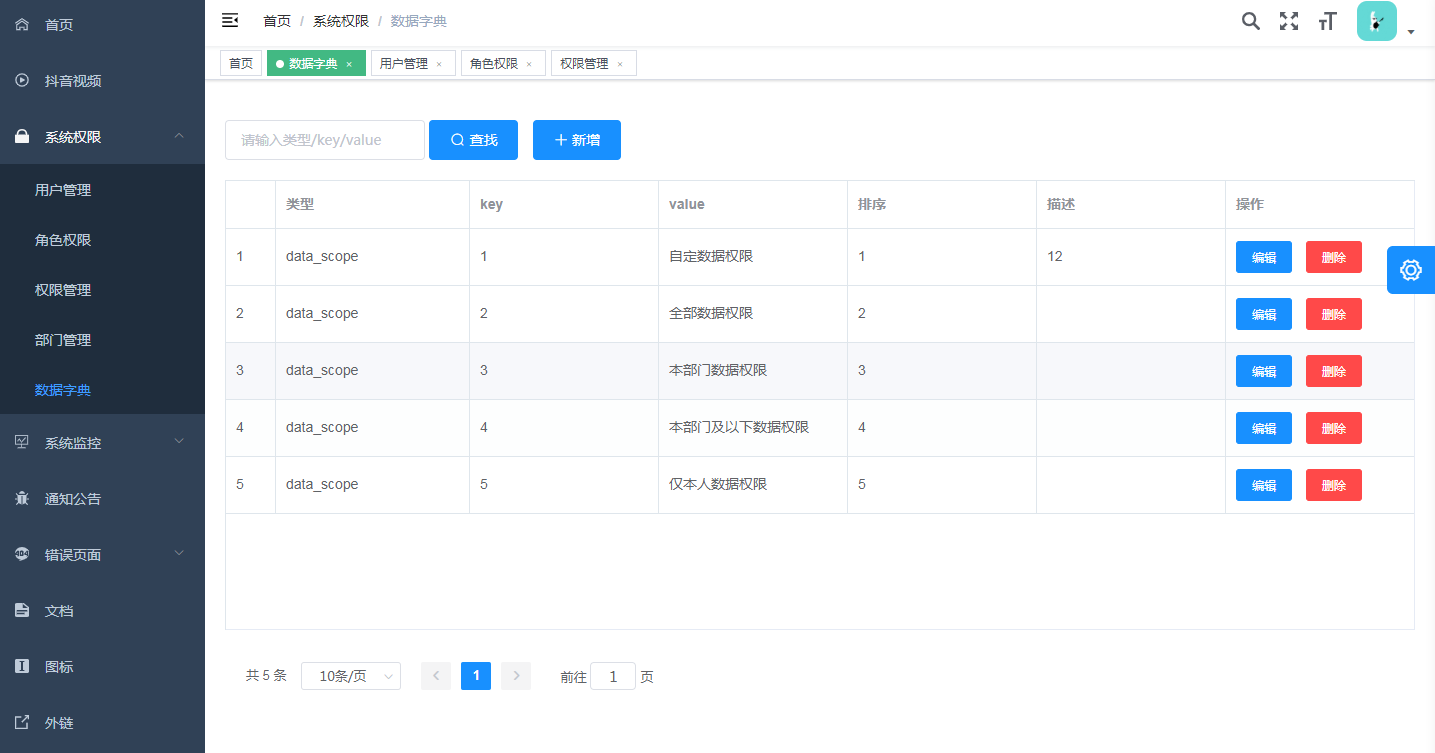 首页
抖音视频
系统权限
用户管理
角色权限
权限管理
部门管理
数据字典
系统监控
通知公告
404 错误页面
文档
图标
外链
首页 / 系统权限 / 数据字典
首页 数据字典 × 用户管理 × 角色权限 × 权限管理 ×
请输入类型/key/value 查找 新增
类型 key value 排序 描述 操作
1 data_scope 1 自定数据权限 1 12 编辑 删除
2 data_scope 2 全部数据权限 2 编辑 删除
3 data_scope 3 本部门数据权限 3 编辑 删除
4 data_scope 4 本部门及以下数据权限 4 编辑 删除
5 data_scope 5 仅本人数据权限 5 编辑 删除
共 5 条 10条/页 1 前往 1 页